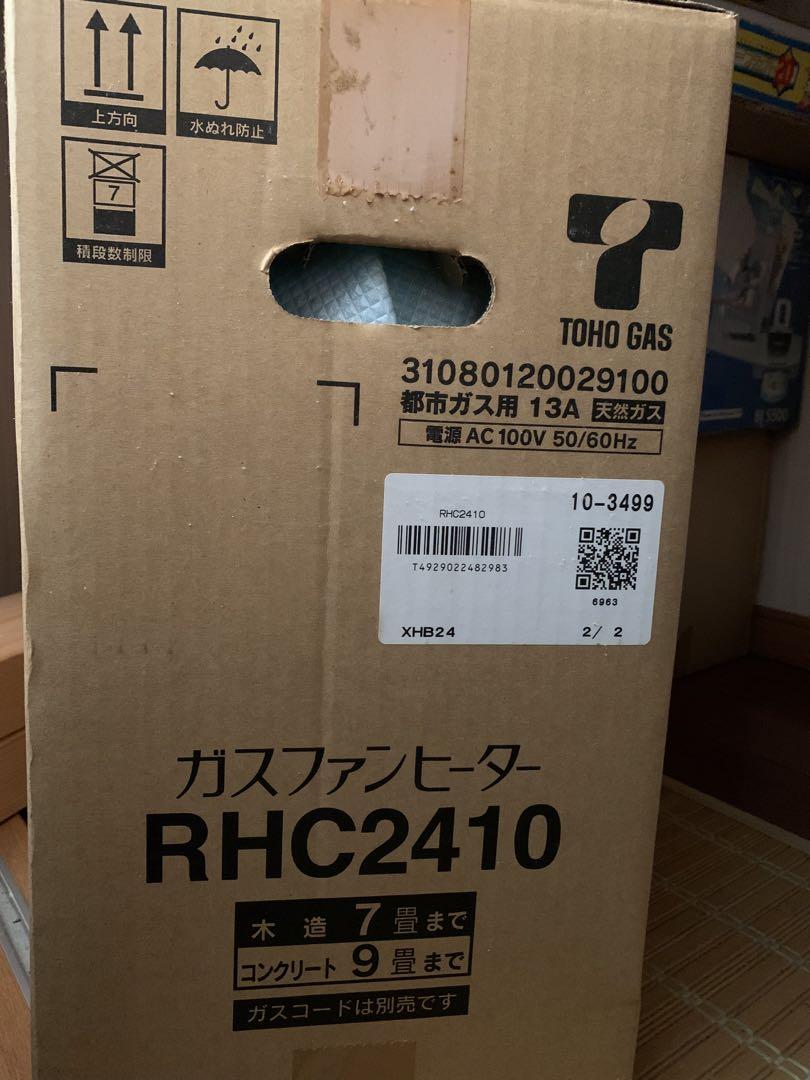 上方向
水ぬれ防止
7
積段数制限
TOHO GAS
31080120029100
都市ガス用 13A 天然ガス
電源 AC100V 50/60Hz
10-3499
RHC2410
T4929022482983
6963
XHB24
2/ 2
ガスファンヒーター
RHC2410
木造 7畳まで
コンクリート 9畳まで
ガスコードは別売です